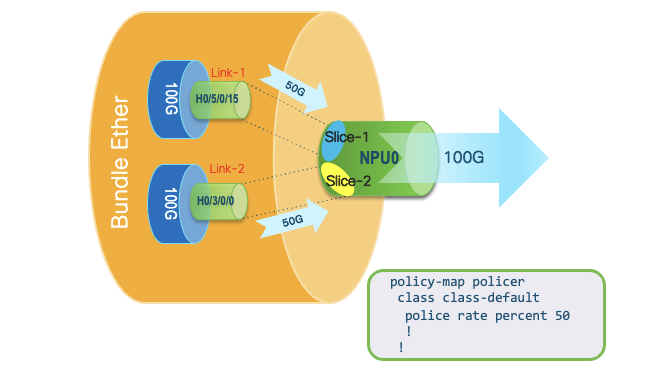 Bundle Ether
100G
Link-1
H0/5/0/15
50G
100G
Link-2
H0/3/0/0
50G
Slice-1
NPU0
Slice-2
100G
policy-map policer
class class-default
police rate percent 50
!
!